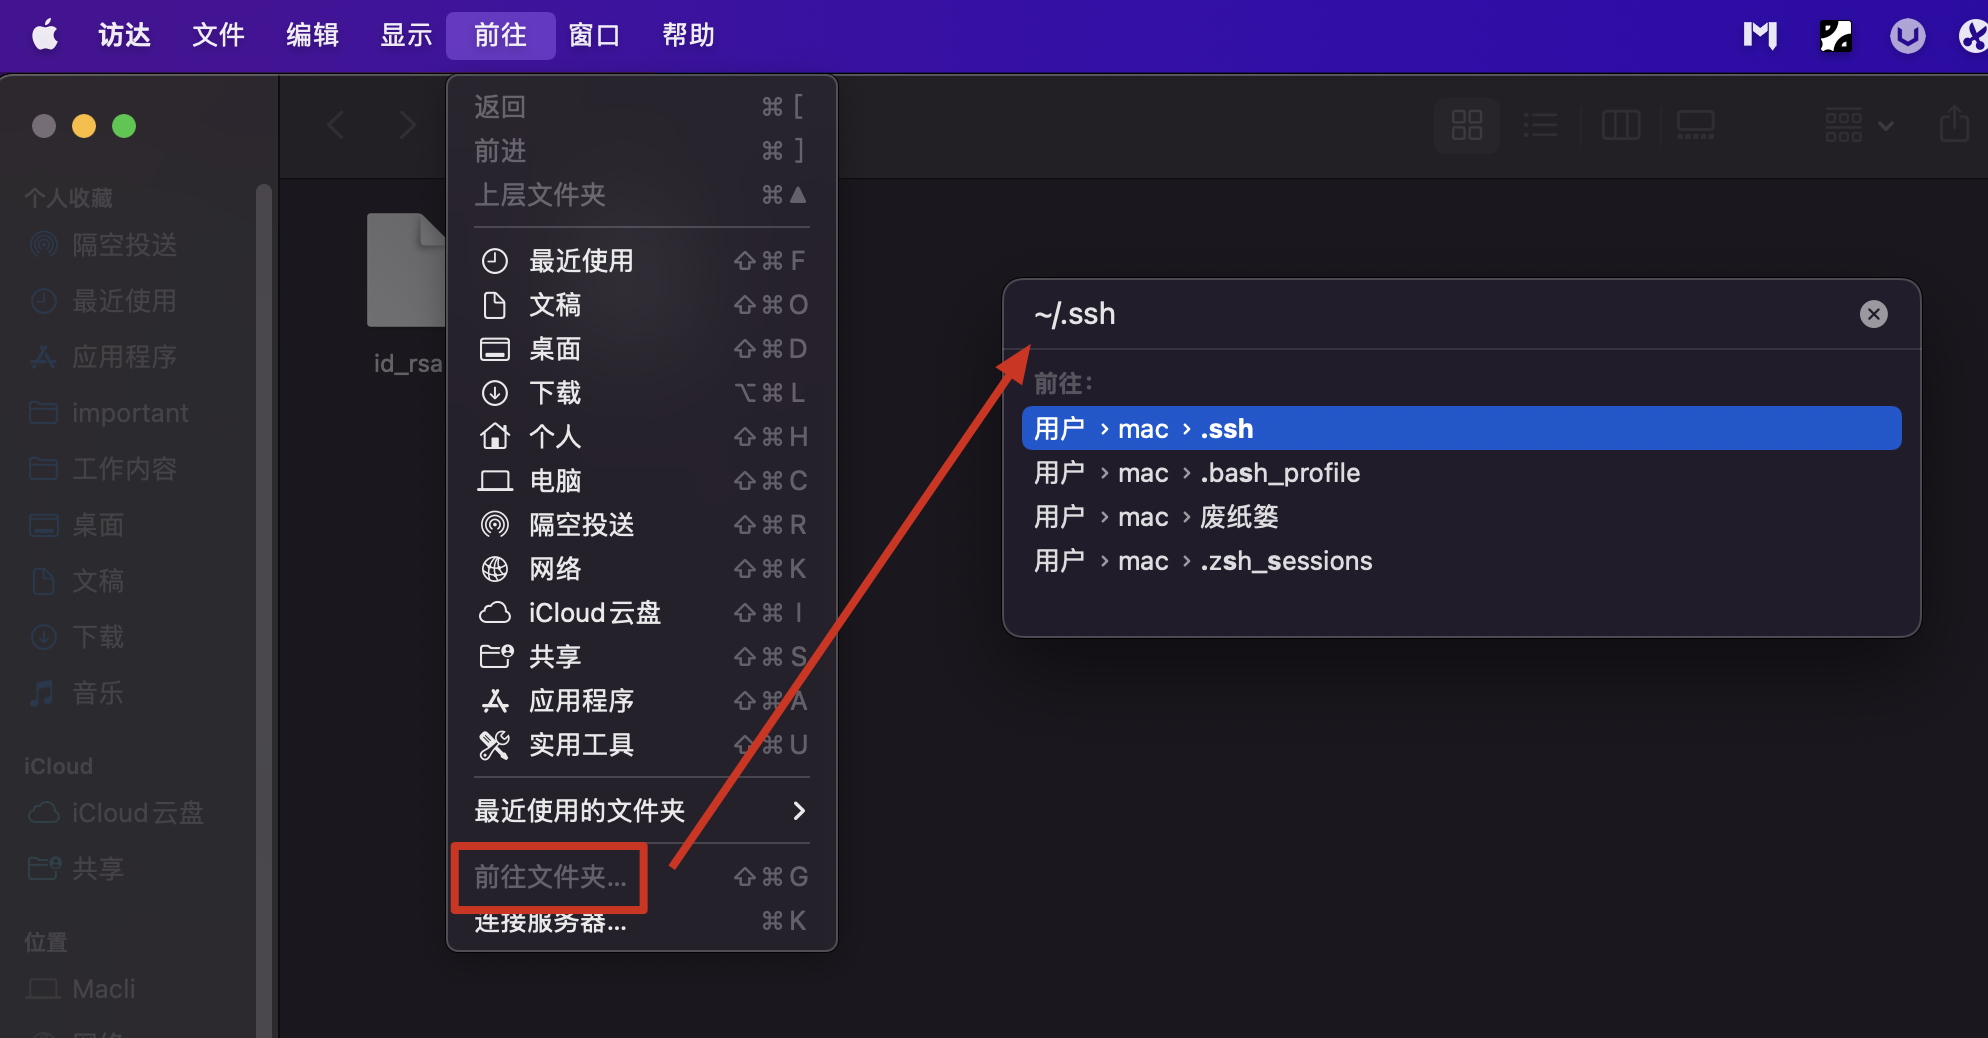 访达 文件 编辑 显示 前往 窗口 帮助
个人收藏
隔空投送
最近使用
应用程序
important
工作内容
桌面
文稿
下载
音乐
iCloud
iCloud云盘
共享
位置
Macli
网络
id_rsa
返回 ⌘ [
前进 ⌘ ]
上层文件夹 ⌘▲
最近使用 ⇧⌘ F
文稿 ⇧⌘ O
桌面 ⇧⌘ D
下载 ⌥⌘ L
个人 ⇧⌘ H
电脑 ⇧⌘ C
隔空投送 ⇧⌘ R
网络 ⇧⌘ K
iCloud云盘 ⇧⌘ I
共享 ⇧⌘ S
应用程序 ⇧⌘ A
实用工具 ⇧⌘ U
最近使用的文件夹 >
前往文件夹... ⇧⌘ G
连接服务器... ⌘ K
~/.ssh
前往：
用户 › mac › .ssh
用户 › mac › .bash_profile
用户 › mac › 废纸篓
用户 › mac › .zsh_sessions